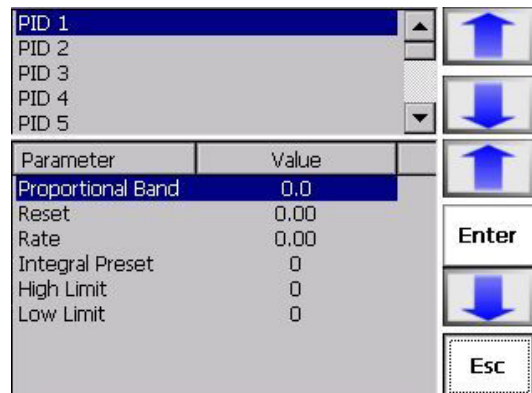 PID 1
PID 2
PID 3
PID 4
PID 5
Parameter Value
Proportional Band 0.0
Reset 0.00
Rate 0.00
Integral Preset 0
High Limit 0
Low Limit 0
Enter
Esc